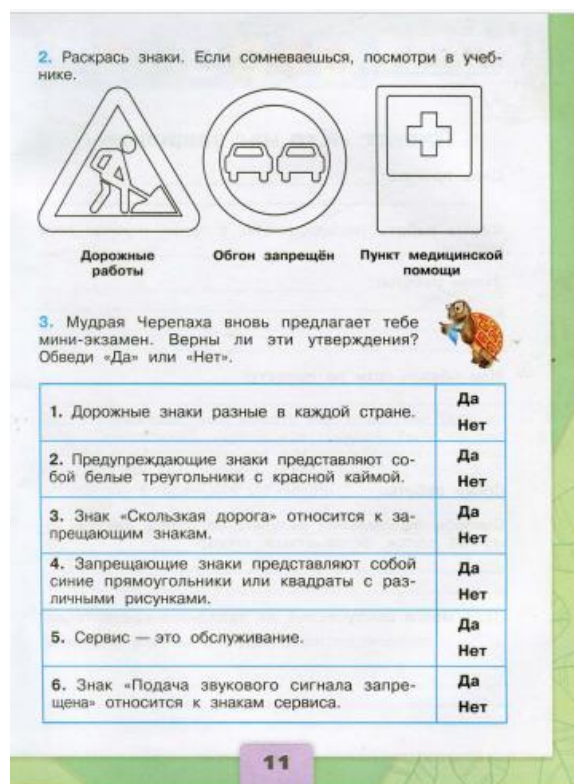 2. Раскрась знаки. Если сомневаешься, посмотри в учеб-
нике.
Дорожные
работы
Обгон запрещён
Пункт медицинской
помощи
3. Мудрая Черепаха вновь предлагает тебе
мини-экзамен. Верны ли эти утверждения?
Обведи «Да» или «Нет».
1. Дорожные знаки разные в каждой стране.
Да
Нет
2. Предупреждающие знаки представляют со-
бой белые треугольники с красной каймой.
Да
Нет
3. Знак «Скользкая дорога» относится к за-
прещающим знакам.
Да
Нет
4. Запрещающие знаки представляют собой
синие прямоугольники или квадраты с раз-
личными рисунками.
Да
Нет
5. Сервис — это обслуживание.
Да
Нет
6. Знак «Подача звукового сигнала запре-
щена» относится к знакам сервиса.
Да
Нет
11